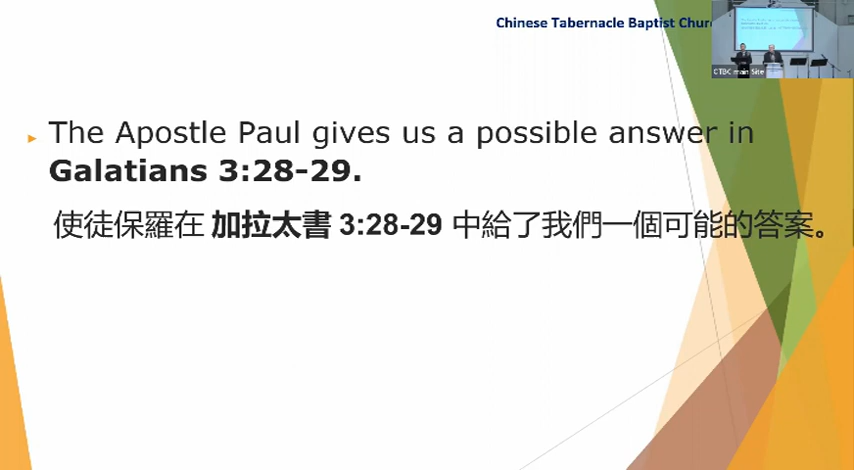 Chinese Tabernacle Baptist Chur
CTBC main Site
The Apostle Paul gives us a possible answer in
Galatians 3:28-29.
使徒保羅在 加拉太書 3:28-29 中給了我們一個可能的答案。